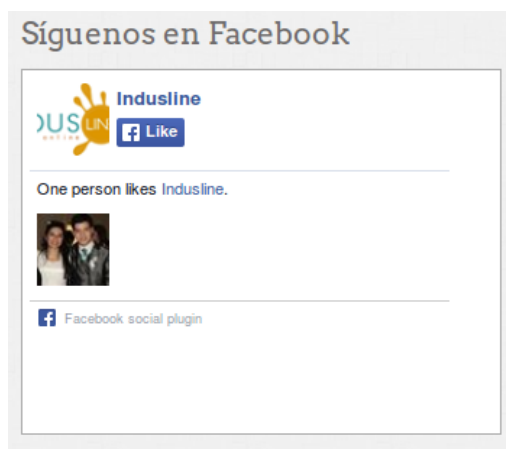 Síguenos en Facebook
Indusline
Like
One person likes Indusline.
Facebook social plugin